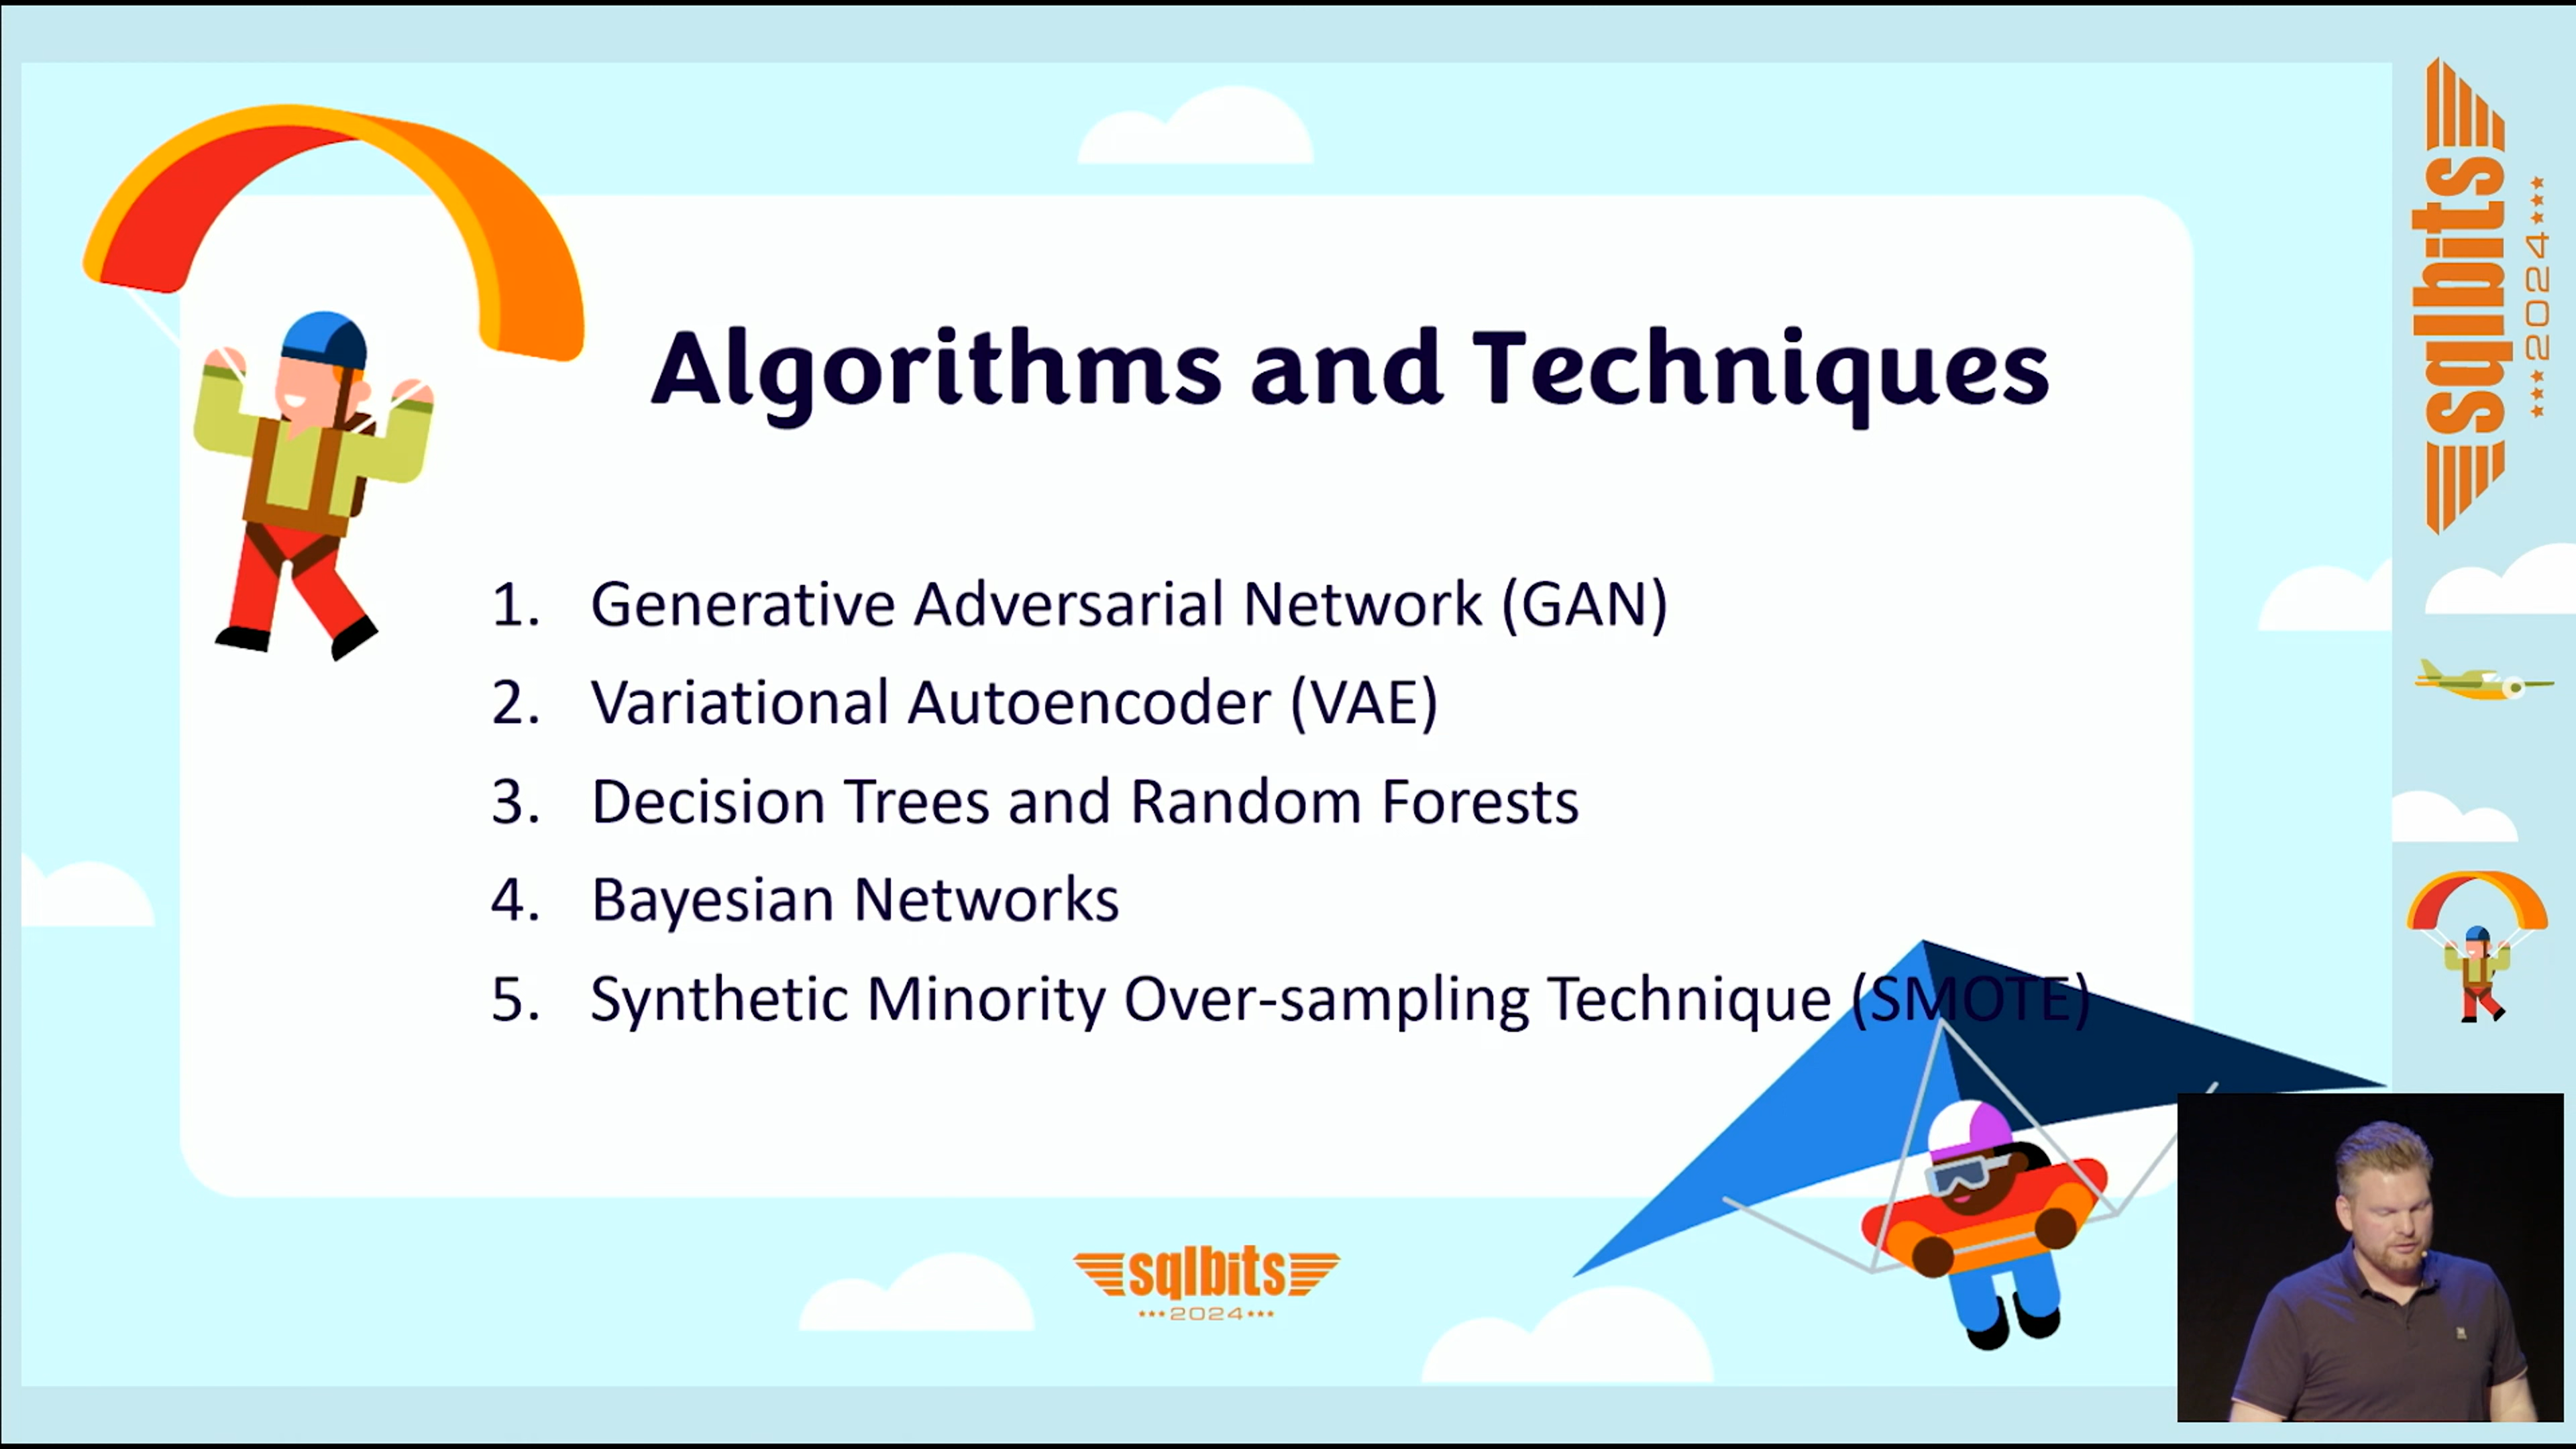 Algorithms and Techniques
1. Generative Adversarial Network (GAN)
2. Variational Autoencoder (VAE)
3. Decision Trees and Random Forests
4. Bayesian Networks
5. Synthetic Minority Over-sampling Technique (SMOTE)
sqlbits
2024
sqlbits
2024